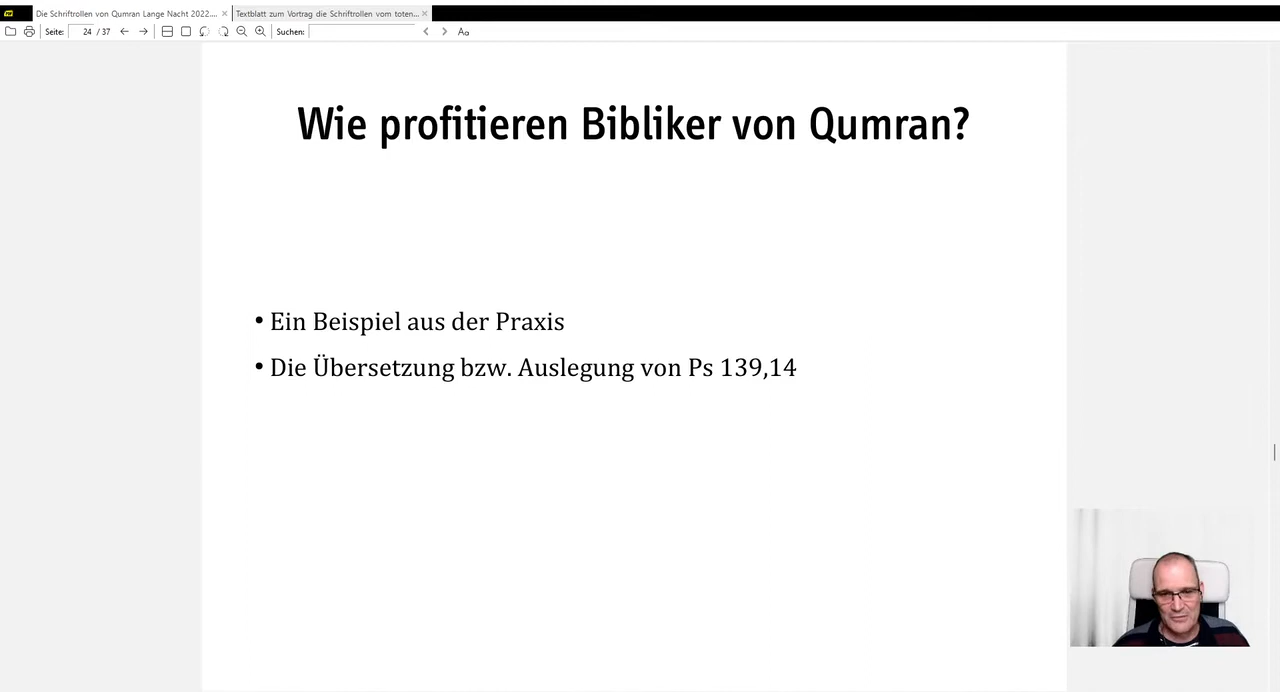 Die Schriftrollen von Qumran Lange Nacht 2022....
Textblatt zum Vortrag die Schriftrollen vom toten...
Seite: 24 / 37 Suchen: Aa
Wie profitieren Bibliker von Qumran?
• Ein Beispiel aus der Praxis
• Die Übersetzung bzw. Auslegung von Ps 139,14